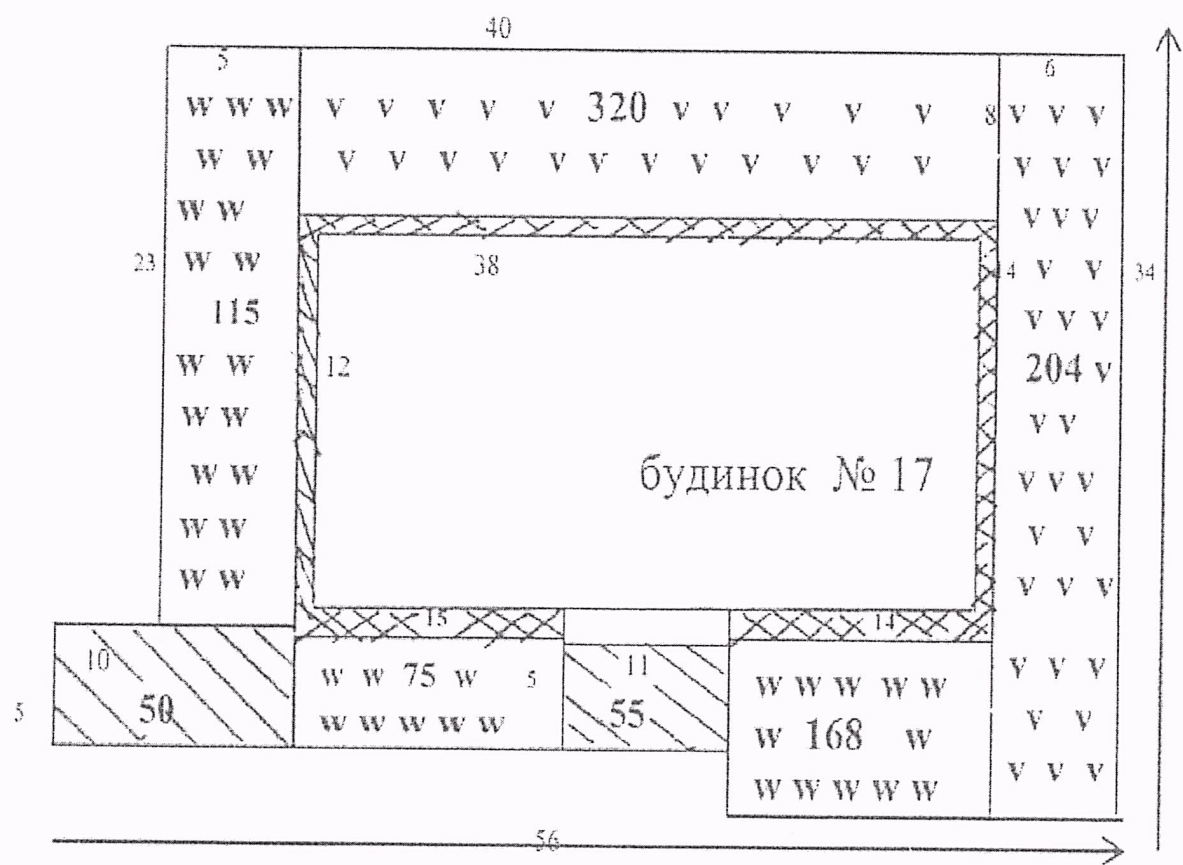 40
5 6
w w w v v v v v 320 v v v v v 8 v v v
w w v v v v v v v v v v v v v v v
w w v v v
23 w w 38 14 v v 34
115 v v v
w w 12 204 v
w w v v
w w будинок № 17 v v v
w w v v
w w v v v
15 14
10 w w 75 w 5 11 w w w w w v v v
5 50 w w w w w 55 w 168 w v v
w w w w w v v v
56